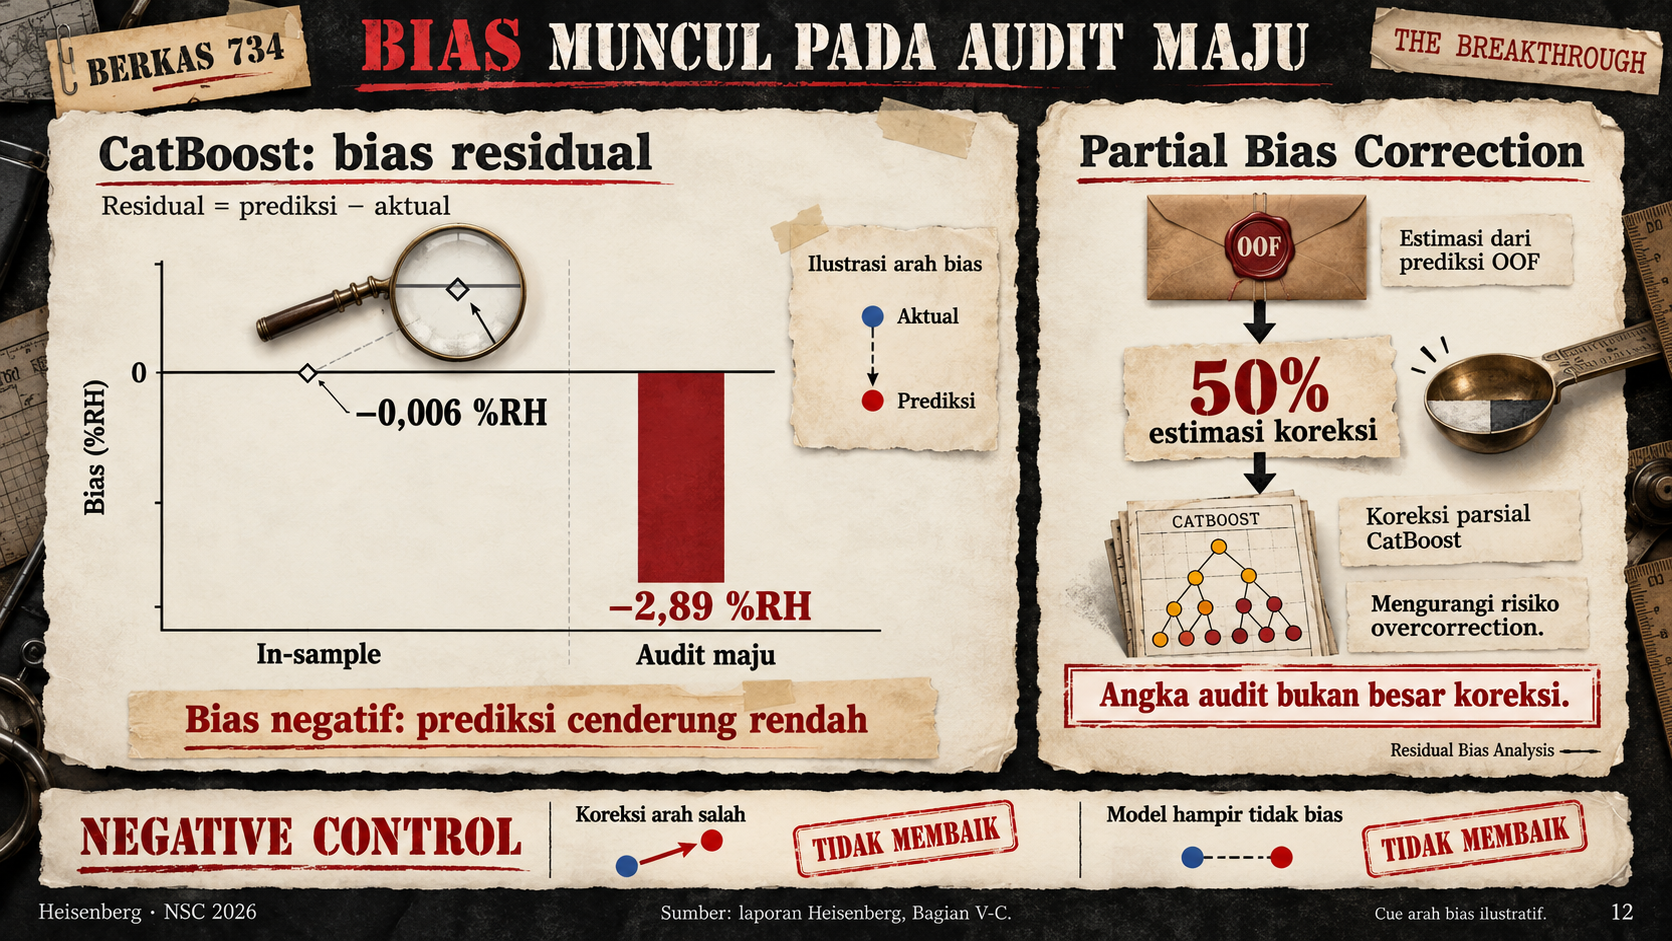 BERKAS 734
BIAS MUNCUL PADA AUDIT MAJU
THE BREAKTHROUGH
CatBoost: bias residual
Residual = prediksi − aktual
Bias (%RH)
0
−0,006 %RH
−2,89 %RH
In-sample
Audit maju
Ilustrasi arah bias
Aktual
Prediksi
Bias negatif: prediksi cenderung rendah
Partial Bias Correction
OOF
Estimasi dari
prediksi OOF
50%
estimasi koreksi
CATBOOST
Koreksi parsial
CatBoost
Mengurangi risiko
overcorrection.
Angka audit bukan besar koreksi.
Residual Bias Analysis
NEGATIVE CONTROL
Koreksi arah salah
TIDAK MEMBAIK
Model hampir tidak bias
TIDAK MEMBAIK
Heisenberg · NSC 2026
Sumber: laporan Heisenberg, Bagian V-C.
Cue arah bias ilustratif.
12